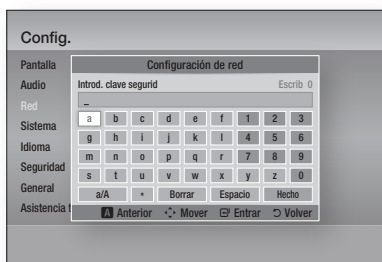 Config.
Pantalla
Audio
Red
Sistema
Idioma
Seguridad
General
Asistencia t
Configuración de red
Introd. clave segurid Escrib 0
a b c d e f 1 2 3
g h i j k l 4 5 6
m n o p q r 7 8 9
s t u v w x y z 0
a/A * Borrar Espacio Hecho
A Anterior Mover Entrar Volver